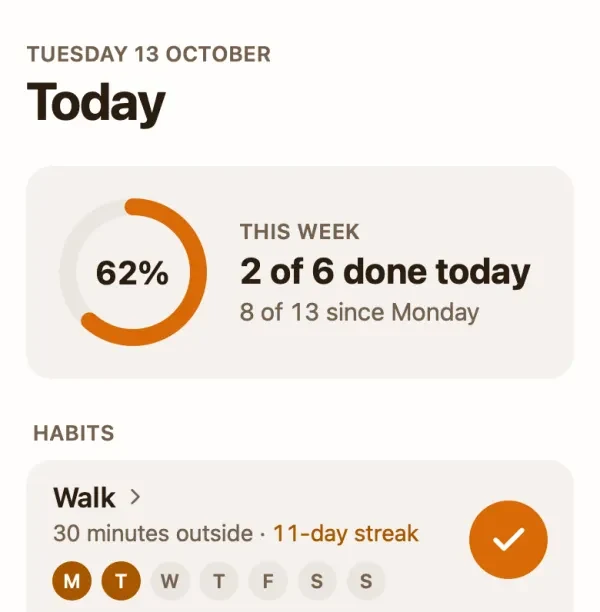 TUESDAY 13 OCTOBER
Today
62%
THIS WEEK
2 of 6 done today
8 of 13 since Monday
HABITS
Walk
30 minutes outside · 11-day streak
M T W T F S S